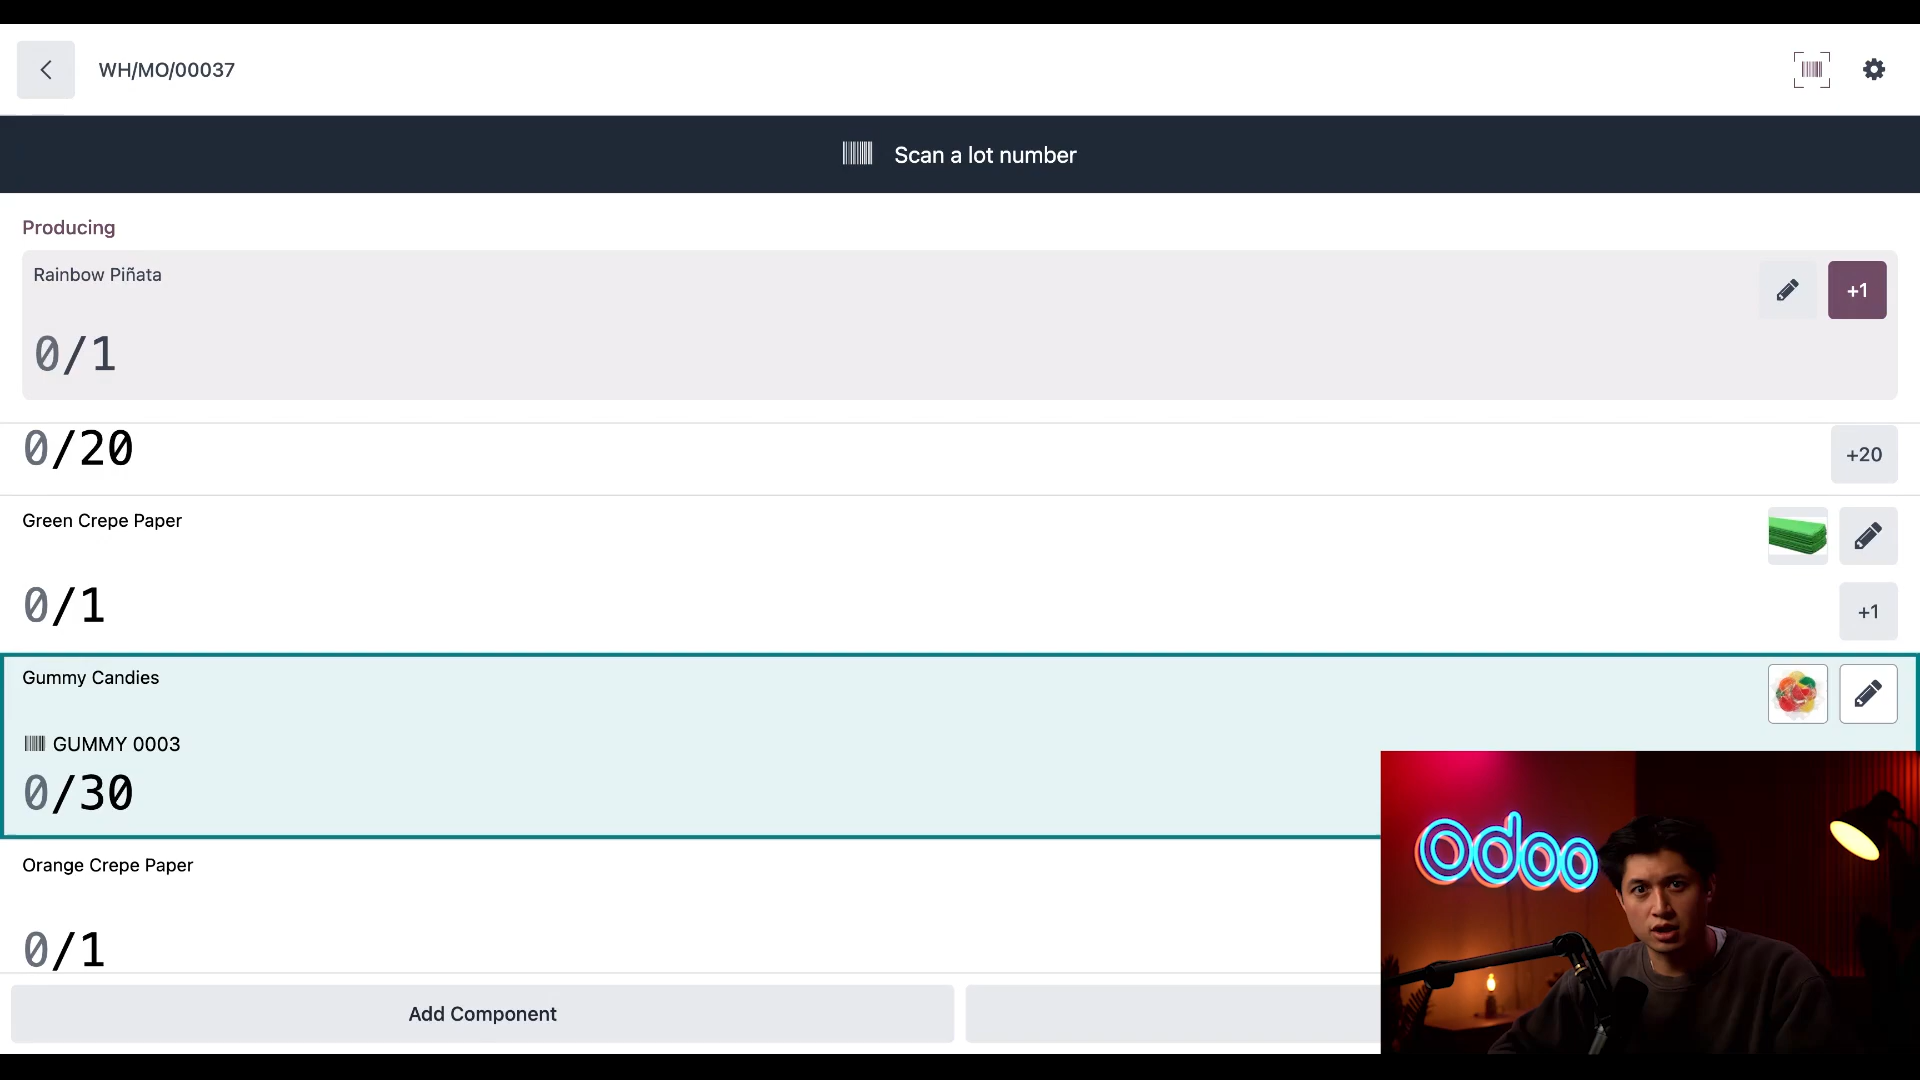 WH/MO/00037
Scan a lot number
Producing
Rainbow Piñata
+1
0/1
0/20
+20
Green Crepe Paper
0/1
+1
Gummy Candies
GUMMY 0003
0/30
odoo
Orange Crepe Paper
0/1
Add Component